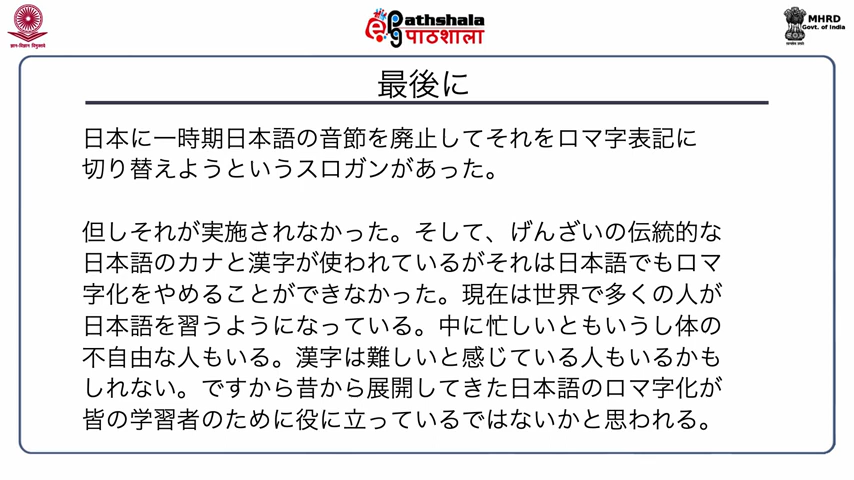 ePathshala
पाठशाला
MHRD
Govt. of India
最後に
日本に一時期日本語の音節を廃止してそれをロマ字表記に
切り替えようというスロガンがあった。
但しそれが実施されなかった。そして、げんざいの伝統的な
日本語のカナと漢字が使われているがそれは日本語でもロマ
字化をやめることができなかった。現在は世界で多くの人が
日本語を習うようになっている。中に忙しいともいうし体の
不自由な人もいる。漢字は難しいと感じている人もいるかも
しれない。ですから昔から展開してきた日本語のロマ字化が
皆の学習者のために役に立っているではないかと思われる。